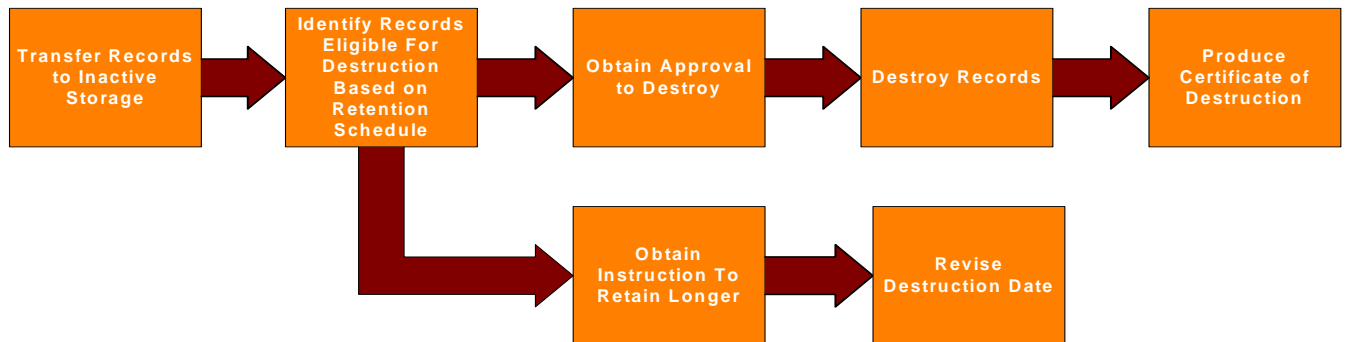 Transfer Records
to Inactive
Storage
Identify Records
Eligible For
Destruction
Based on
Retention
Schedule
Obtain Approval
to Destroy
Destroy Records
Produce
Certificate of
Destruction
Obtain
Instruction To
Retain Longer
Revise
Destruction Date